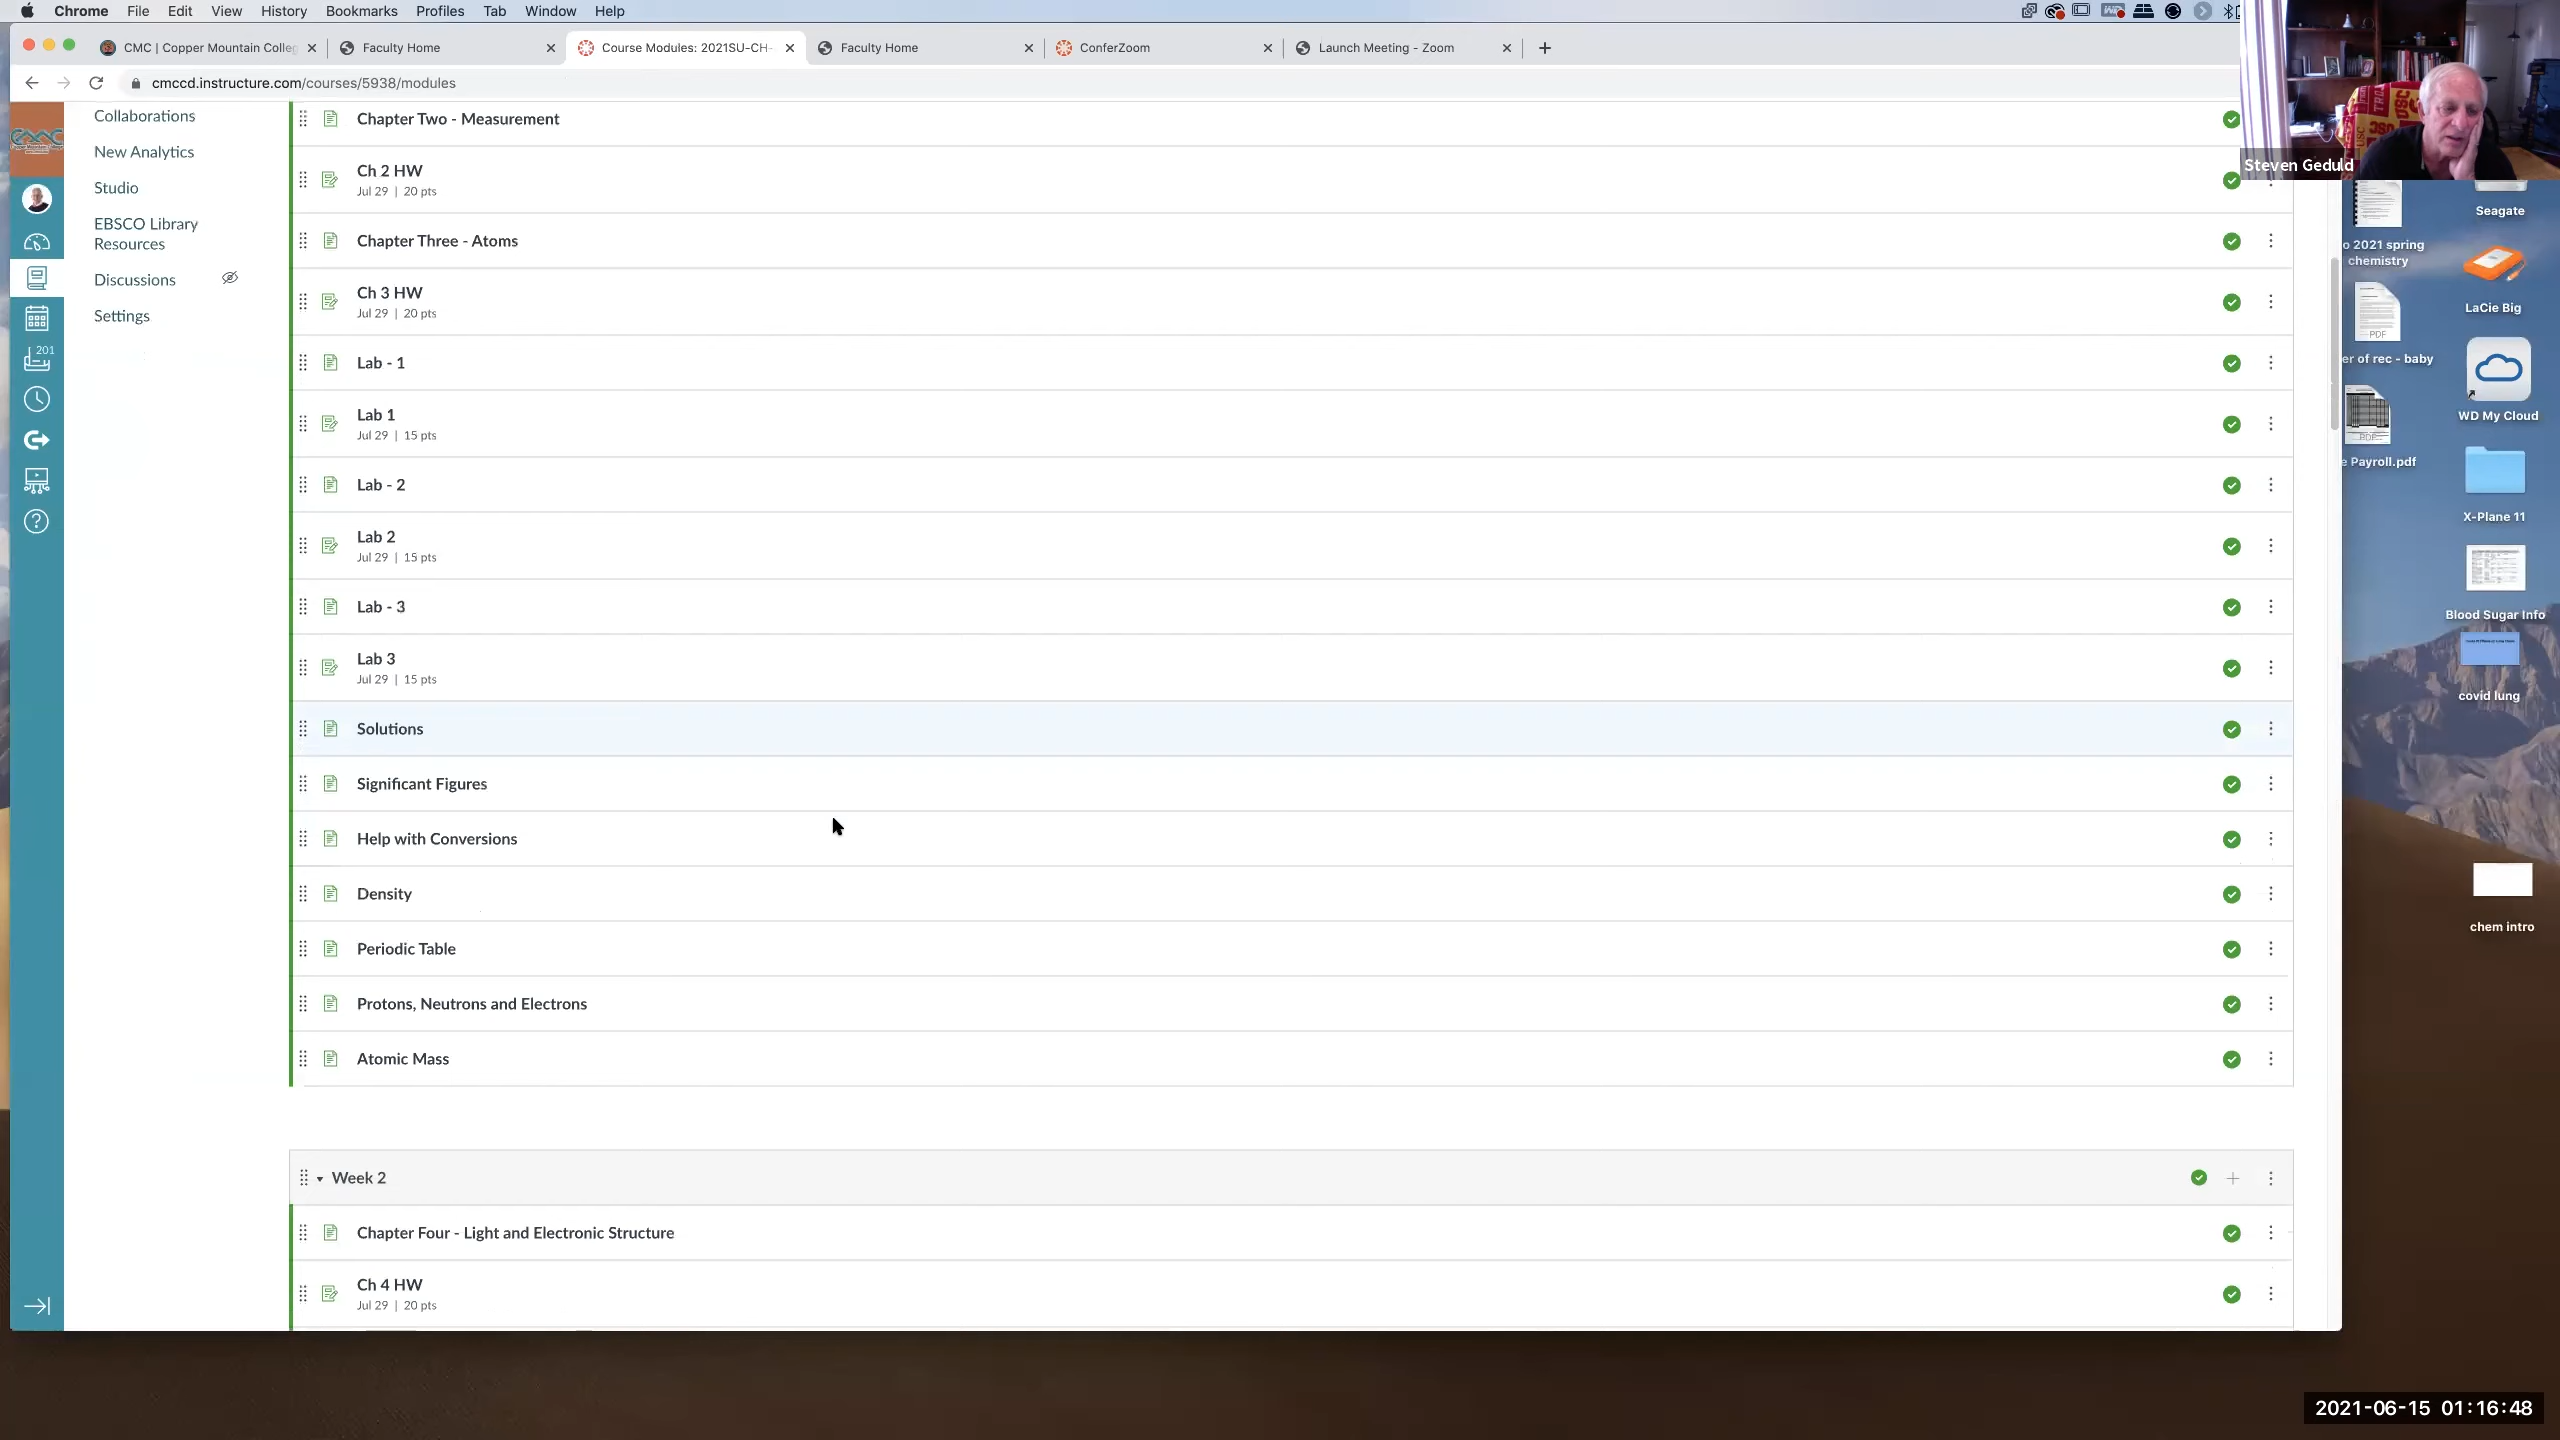 Chrome File Edit View History Bookmarks Profiles Tab Window Help
CMC | Copper Mountain Colleg
Faculty Home
Course Modules: 2021SU-CH-
Faculty Home
ConferZoom
Launch Meeting - Zoom
cmccd.instructure.com/courses/5938/modules
Steven Geduld
Collaborations
New Analytics
Studio
EBSCO Library
Resources
Discussions
Settings
201
Chapter Two - Measurement
Ch 2 HW
Jul 29 | 20 pts
Chapter Three - Atoms
Ch 3 HW
Jul 29 | 20 pts
Lab - 1
Lab 1
Jul 29 | 15 pts
Lab - 2
Lab 2
Jul 29 | 15 pts
Lab - 3
Lab 3
Jul 29 | 15 pts
Solutions
Significant Figures
Help with Conversions
Density
Periodic Table
Protons, Neutrons and Electrons
Atomic Mass
Week 2
Chapter Four - Light and Electronic Structure
Ch 4 HW
Jul 29 | 20 pts
Seagate
o 2021 spring
chemistry
LaCie Big
PDF
er of rec - baby
WD My Cloud
PDF
e Payroll.pdf
X-Plane 11
Blood Sugar Info
covid lung
chem intro
2021-06-15 01:16:48